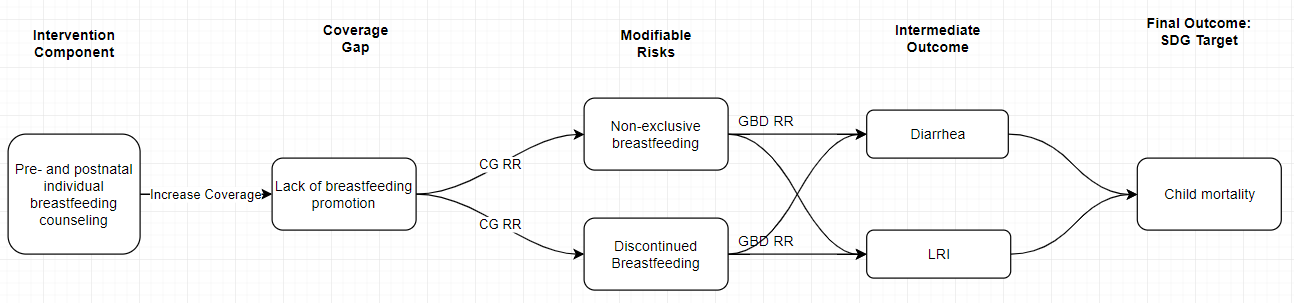 Intervention
Component
Coverage
Gap
Modifiable
Risks
Intermediate
Outcome
Final Outcome:
SDG Target
Pre- and postnatal
individual
breastfeeding
counseling
Increase Coverage
Lack of breastfeeding
promotion
CG RR
CG RR
Non-exclusive
breastfeeding
Discontinued
Breastfeeding
GBD RR
GBD RR
Diarrhea
LRI
Child mortality